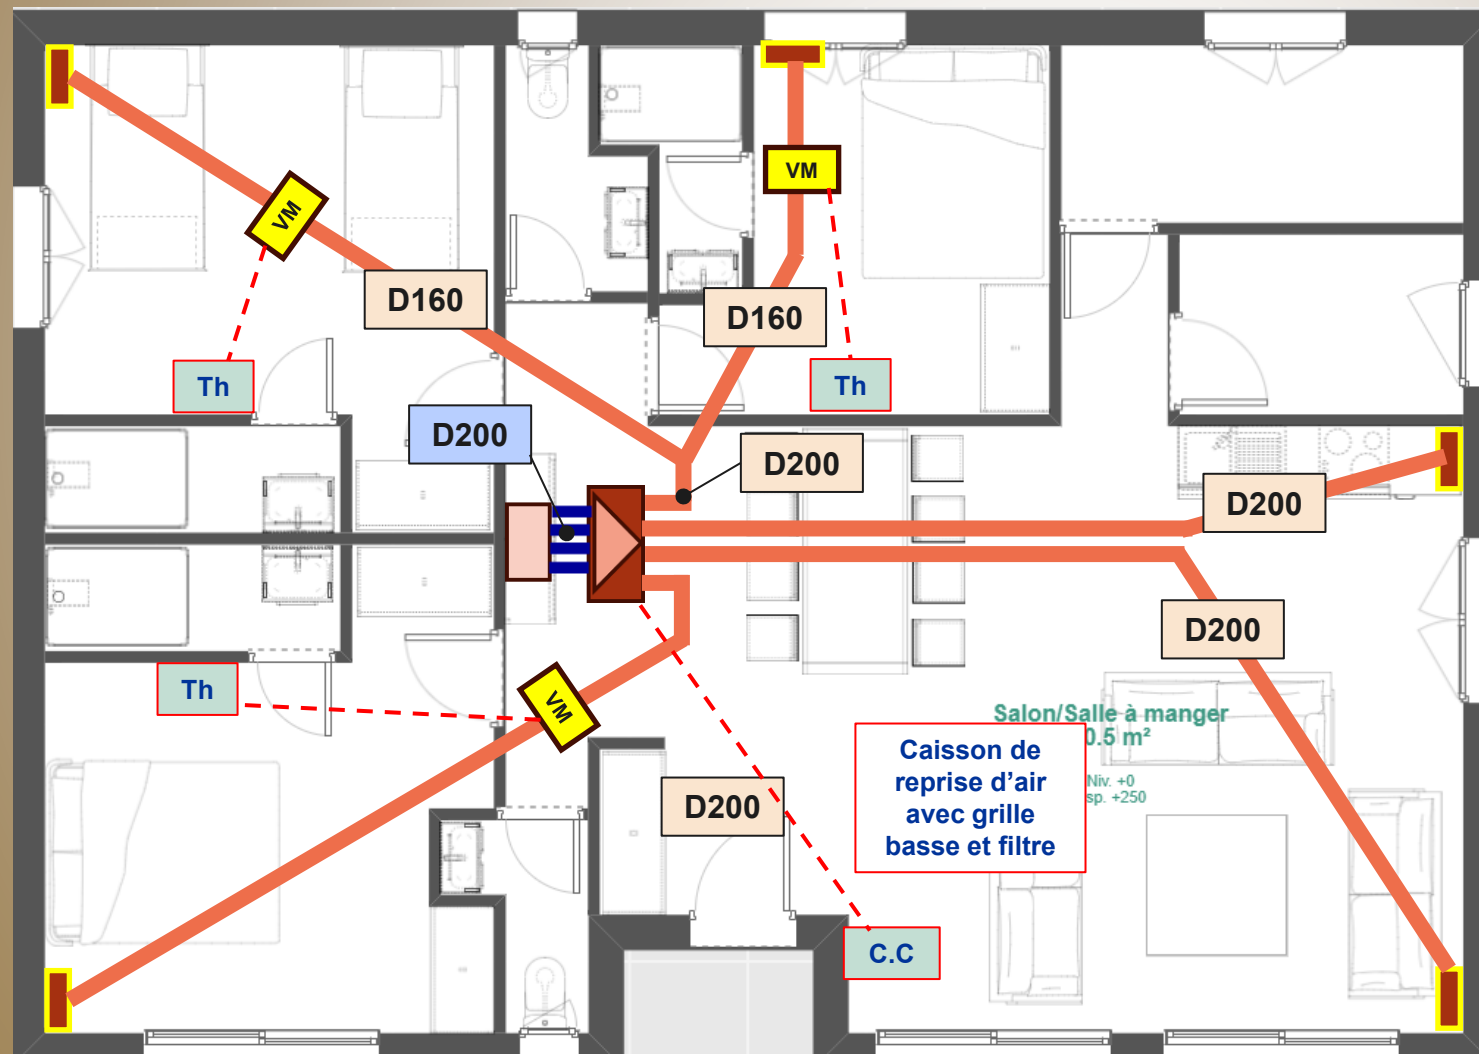 VM
VM
D160
D160
Th
Th
D200
D200
D200
D200
Th
VM
Salon/Salle à manger
0.5 m²
Caisson de
reprise d'air
avec grille
basse et filtre
Niv. +0
sp. +250
D200
C.C